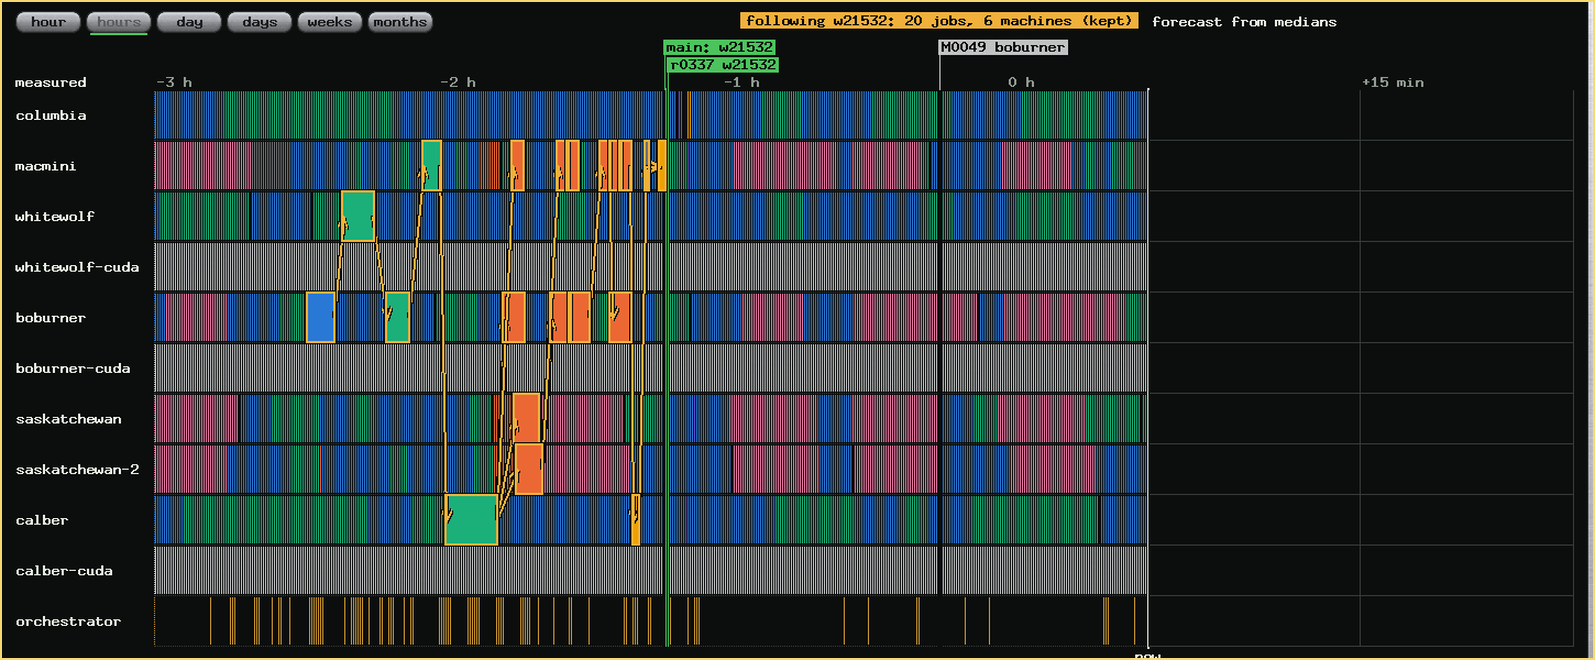 hour hours day days weeks months following w21532: 20 jobs, 6 machines (kept) forecast from medians
main: w21532 M0049 boburner
r0337 w21532
measured -3 h -2 h -1 h 0 h +15 min
columbia
macmini
whitewolf
whitewolf-cuda
boburner
boburner-cuda
saskatchewan
saskatchewan-2
calber
calber-cuda
orchestrator
now